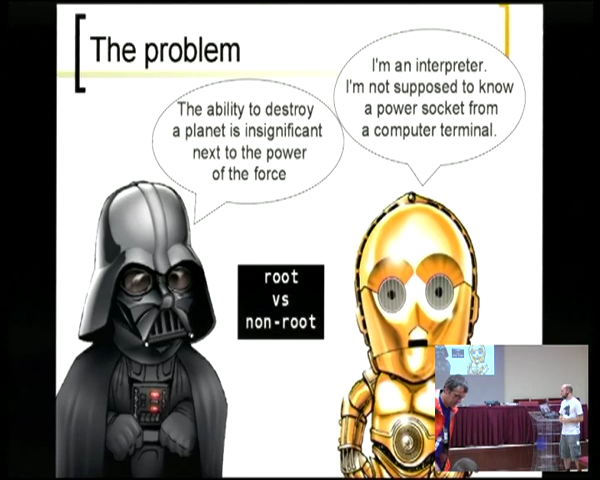 The problem
The ability to destroy
a planet is insignificant
next to the power
of the force
I'm an interpreter.
I'm not supposed to know
a power socket from
a computer terminal.
root
vs
non-root